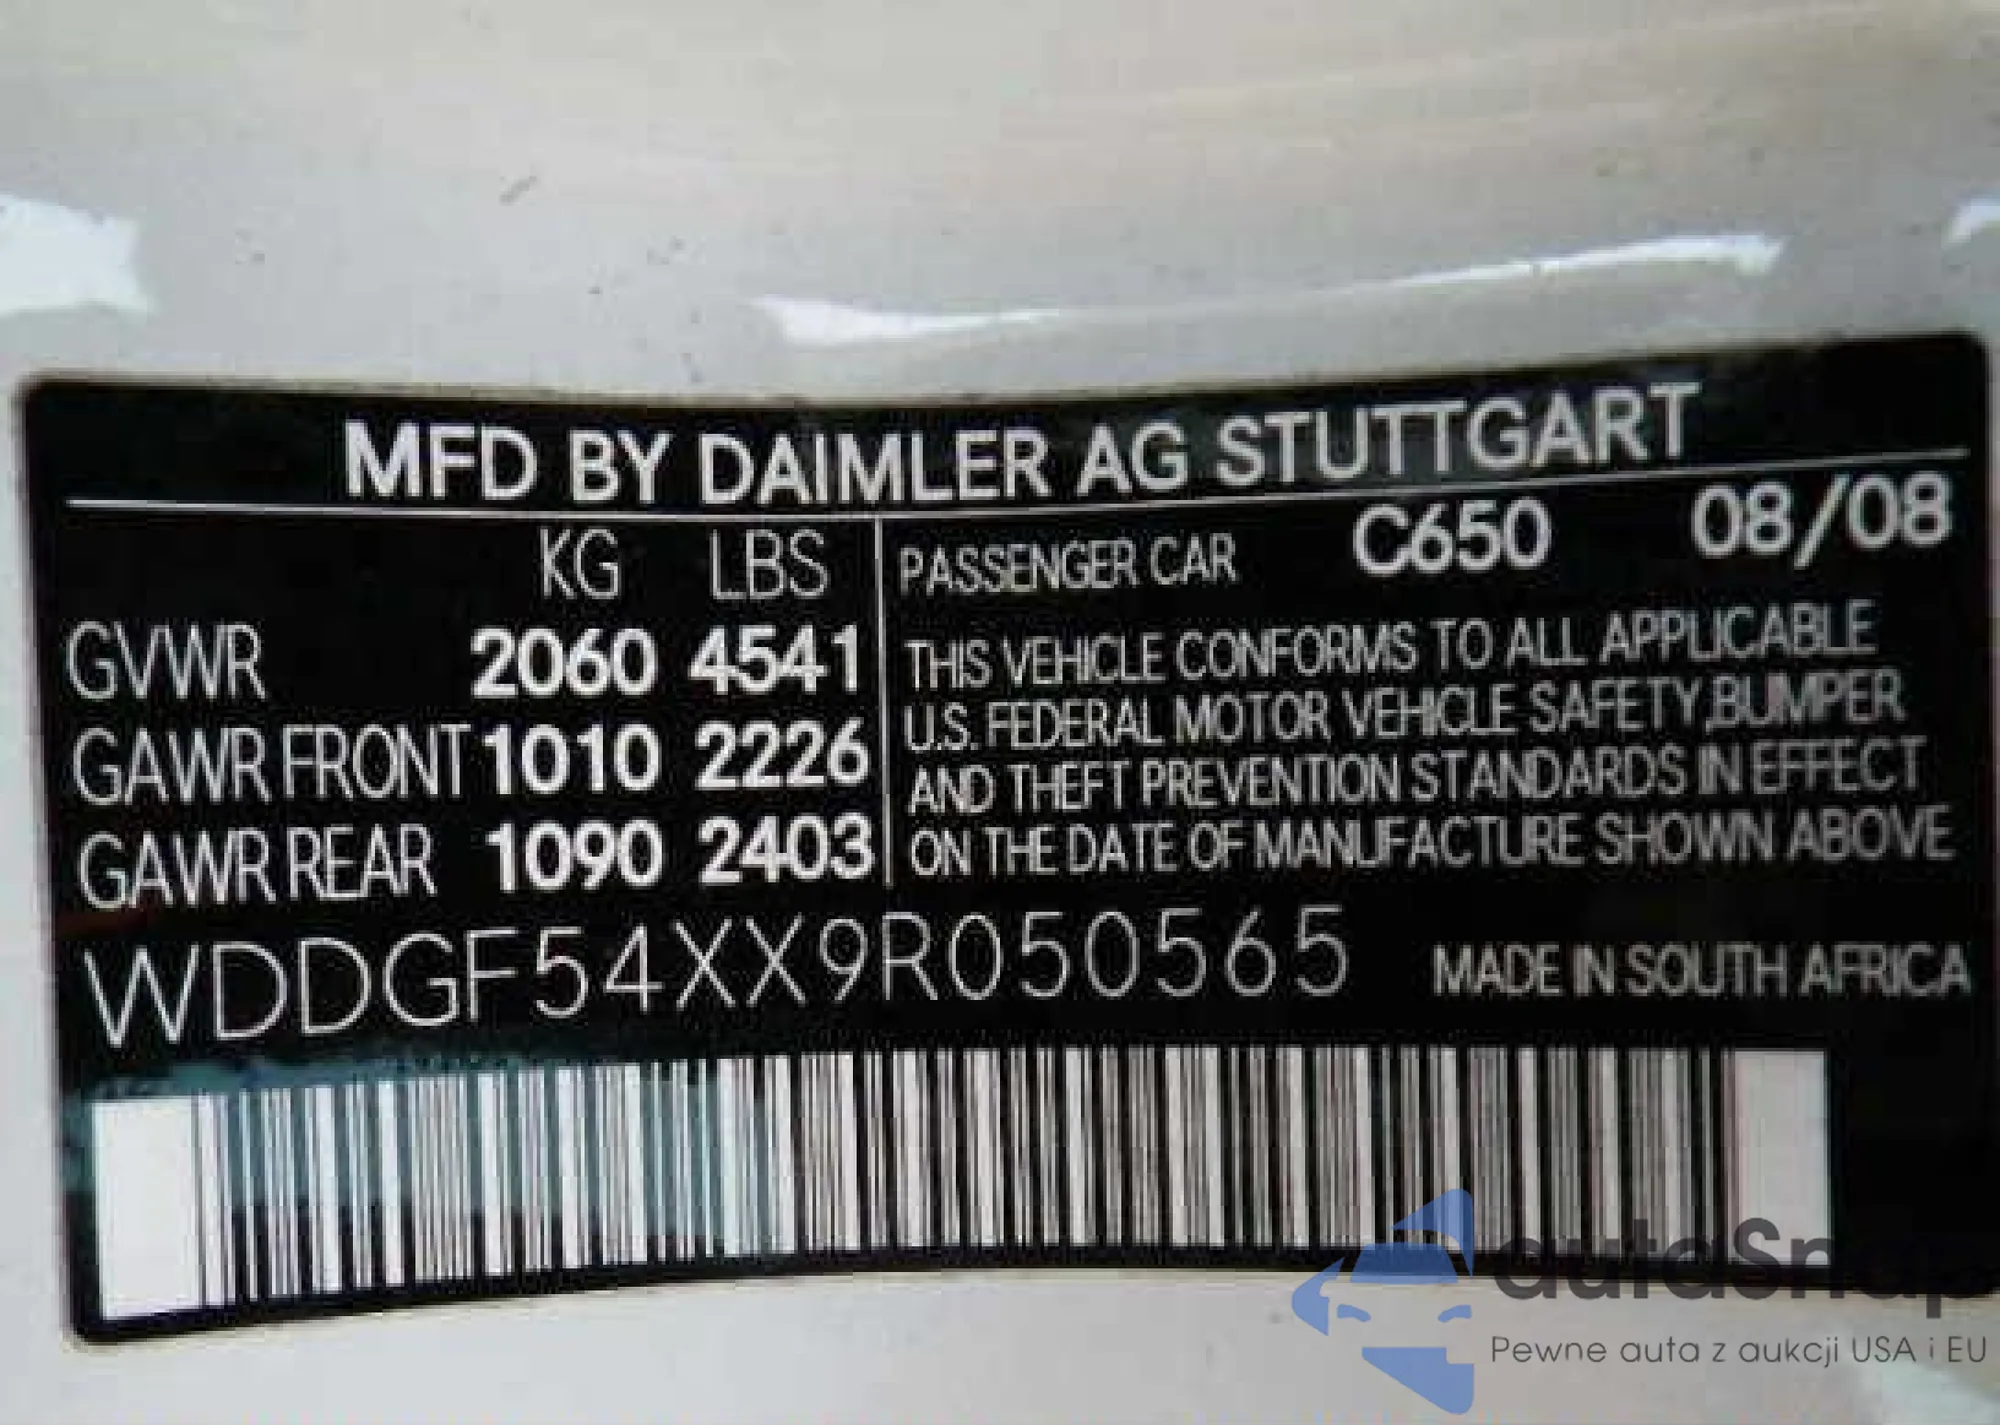 MFD BY DAIMLER AG STUTTGART
KG LBS
GVWR 2060 4541
GAWR FRONT 1010 2226
GAWR REAR 1090 2403
PASSENGER CAR C650 08/08
THIS VEHICLE CONFORMS TO ALL APPLICABLE
U.S. FEDERAL MOTOR VEHICLE SAFETY,BUMPER
AND THEFT PREVENTION STANDARDS IN EFFECT
ON THE DATE OF MANUFACTURE SHOWN ABOVE
WDDGF54XX9R050565 MADE IN SOUTH AFRICA
autaSnap
Pewne auta z aukcji USA i EU